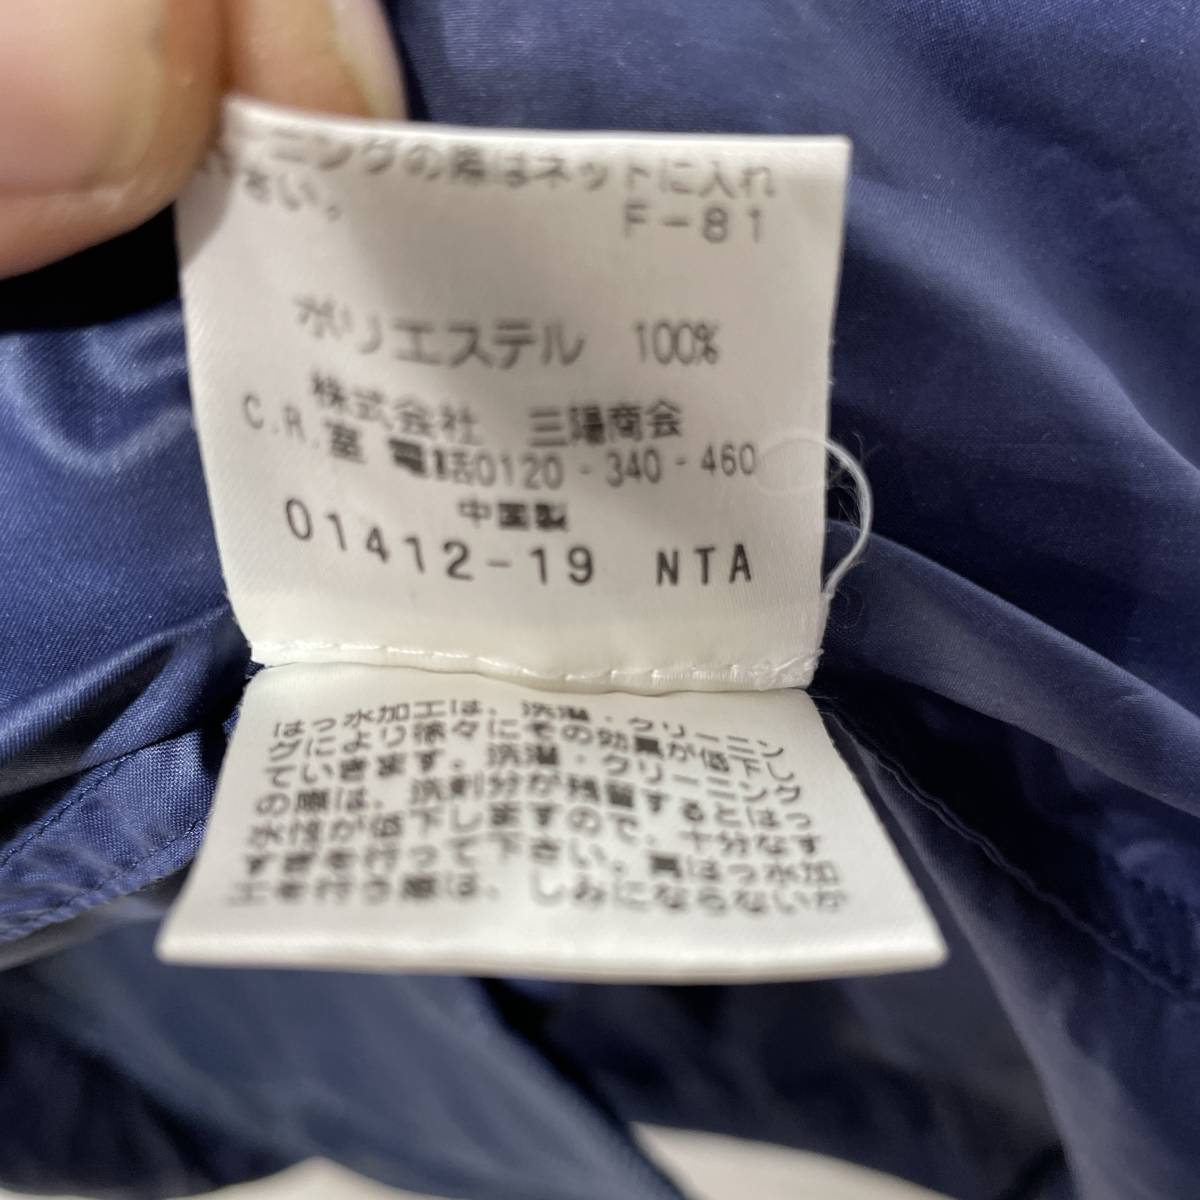 ーニングの際はネットに入れ
さい。
F-81
ポリエステル 100%
株式会社 三陽商会
C.R.室 電話0120-340-460
中国製
01412-19 NTA
はっ水加工は、洗濯・クリーニン
グにより徐々にその効果が低下し
ていきます。洗濯・クリーニング
の際は、洗剤分が残留するとはっ
水性が低下しますので、十分なす
すぎを行って下さい。尚はっ水加
工を行う際は、しみにならないか